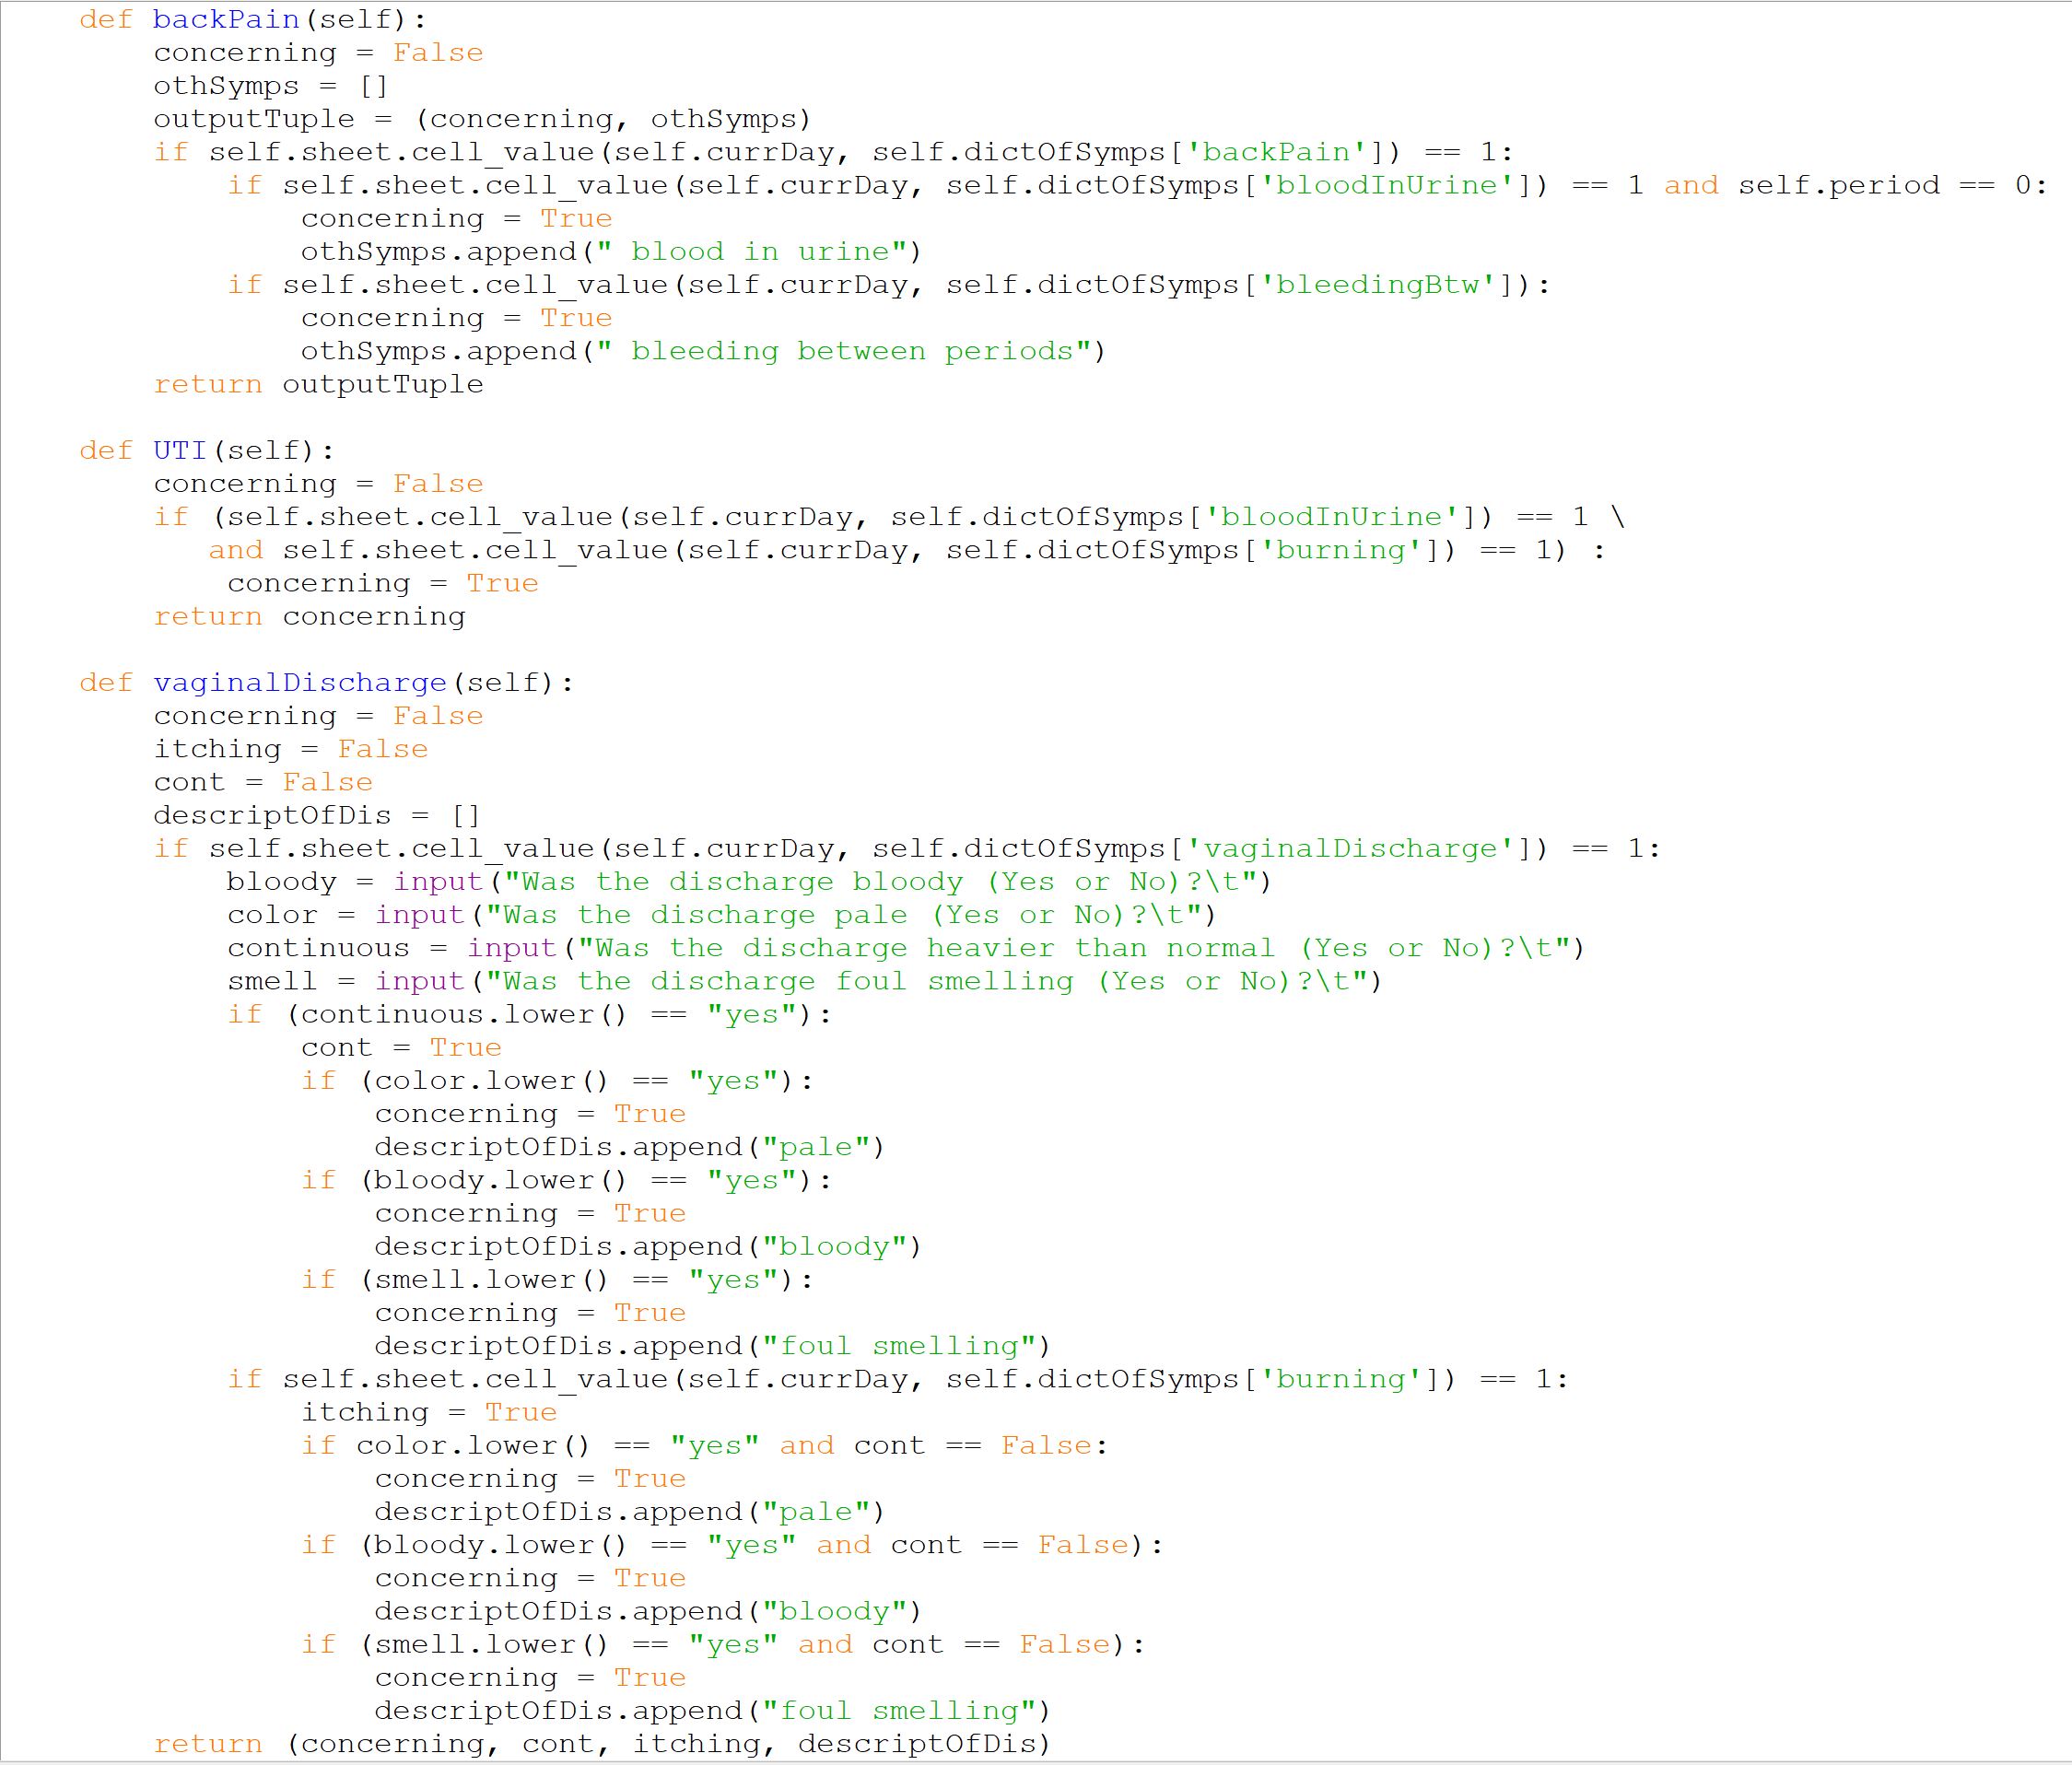 def backPain(self):
    concerning = False
    othSymps = []
    outputTuple = (concerning, othSymps)
    if self.sheet.cell_value(self.currDay, self.dictOfSymps['backPain']) == 1:
        if self.sheet.cell_value(self.currDay, self.dictOfSymps['bloodInUrine']) == 1 and self.period == 0:
            concerning = True
            othSymps.append(" blood in urine")
        if self.sheet.cell_value(self.currDay, self.dictOfSymps['bleedingBtw']):
            concerning = True
            othSymps.append(" bleeding between periods")
    return outputTuple

def UTI(self):
    concerning = False
    if (self.sheet.cell_value(self.currDay, self.dictOfSymps['bloodInUrine']) == 1 \
       and self.sheet.cell_value(self.currDay, self.dictOfSymps['burning']) == 1) :
        concerning = True
    return concerning

def vaginalDischarge(self):
    concerning = False
    itching = False
    cont = False
    descriptOfDis = []
    if self.sheet.cell_value(self.currDay, self.dictOfSymps['vaginalDischarge']) == 1:
        bloody = input("Was the discharge bloody (Yes or No)?\t")
        color = input("Was the discharge pale (Yes or No)?\t")
        continuous = input("Was the discharge heavier than normal (Yes or No)?\t")
        smell = input("Was the discharge foul smelling (Yes or No)?\t")
        if (continuous.lower() == "yes"):
            cont = True
            if (color.lower() == "yes"):
                concerning = True
                descriptOfDis.append("pale")
            if (bloody.lower() == "yes"):
                concerning = True
                descriptOfDis.append("bloody")
            if (smell.lower() == "yes"):
                concerning = True
                descriptOfDis.append("foul smelling")
        if self.sheet.cell_value(self.currDay, self.dictOfSymps['burning']) == 1:
            itching = True
            if color.lower() == "yes" and cont == False:
                concerning = True
                descriptOfDis.append("pale")
            if (bloody.lower() == "yes" and cont == False):
                concerning = True
                descriptOfDis.append("bloody")
            if (smell.lower() == "yes" and cont == False):
                concerning = True
                descriptOfDis.append("foul smelling")
    return (concerning, cont, itching, descriptOfDis)